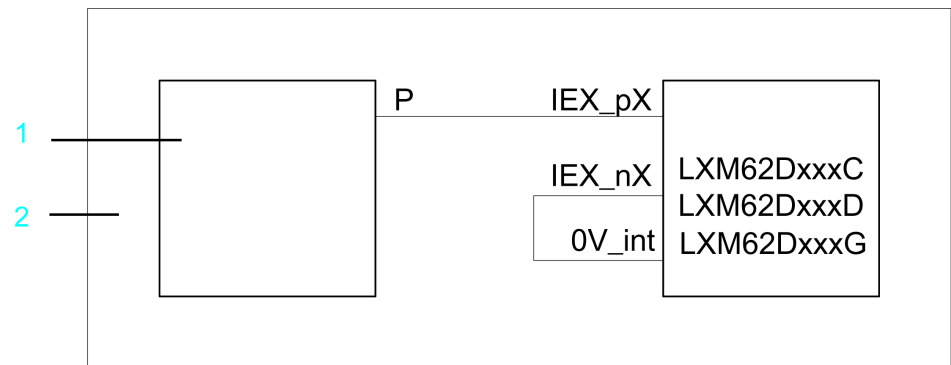 P
IEX_pX
1
IEX_nX
LXM62DxxxC
2
LXM62DxxxD
0V_int
LXM62DxxxG